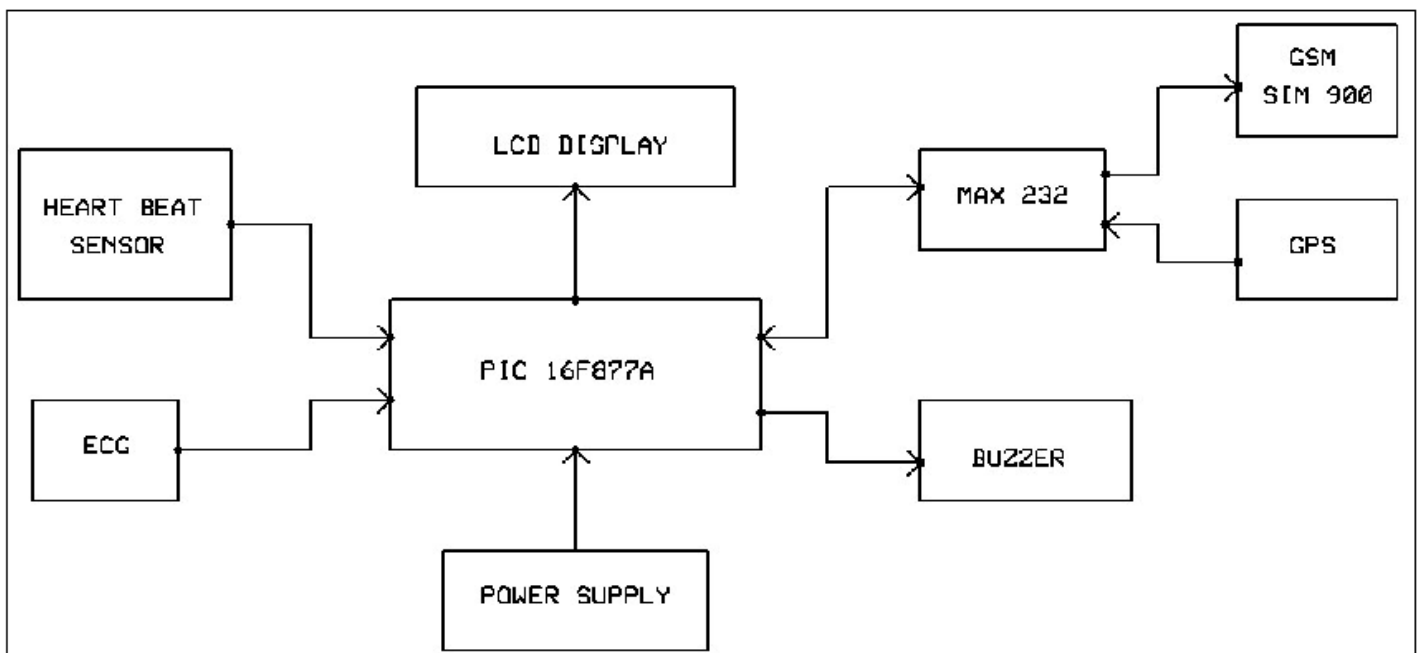 GSM
SIM 900
LCD DISPLAY
HEART BEAT
SENSOR
MAX 232
GPS
PIC 16F877A
ECG
BUZZER
POWER SUPPLY